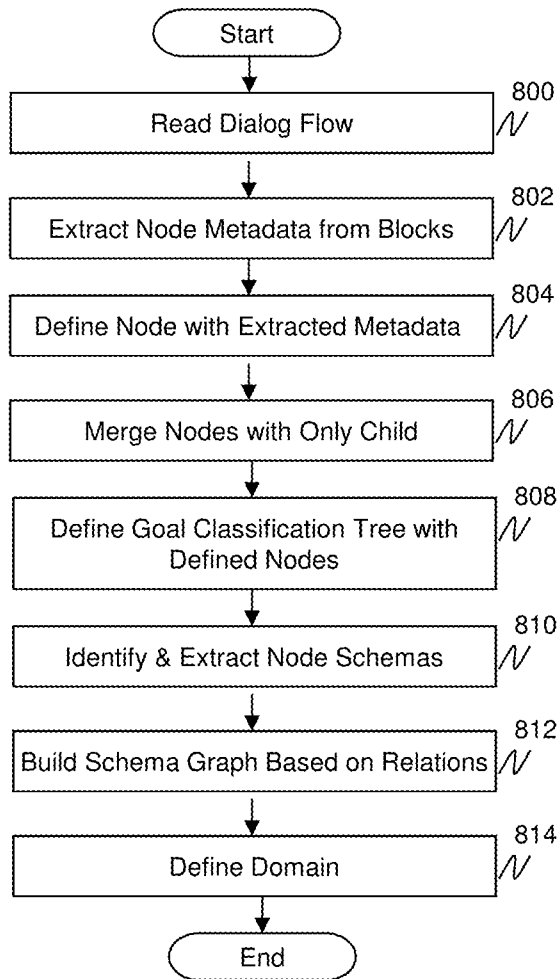 Start
800
Read Dialog Flow
802
Extract Node Metadata from Blocks
804
Define Node with Extracted Metadata
806
Merge Nodes with Only Child
808
Define Goal Classification Tree with
Defined Nodes
810
Identify & Extract Node Schemas
812
Build Schema Graph Based on Relations
814
Define Domain
End